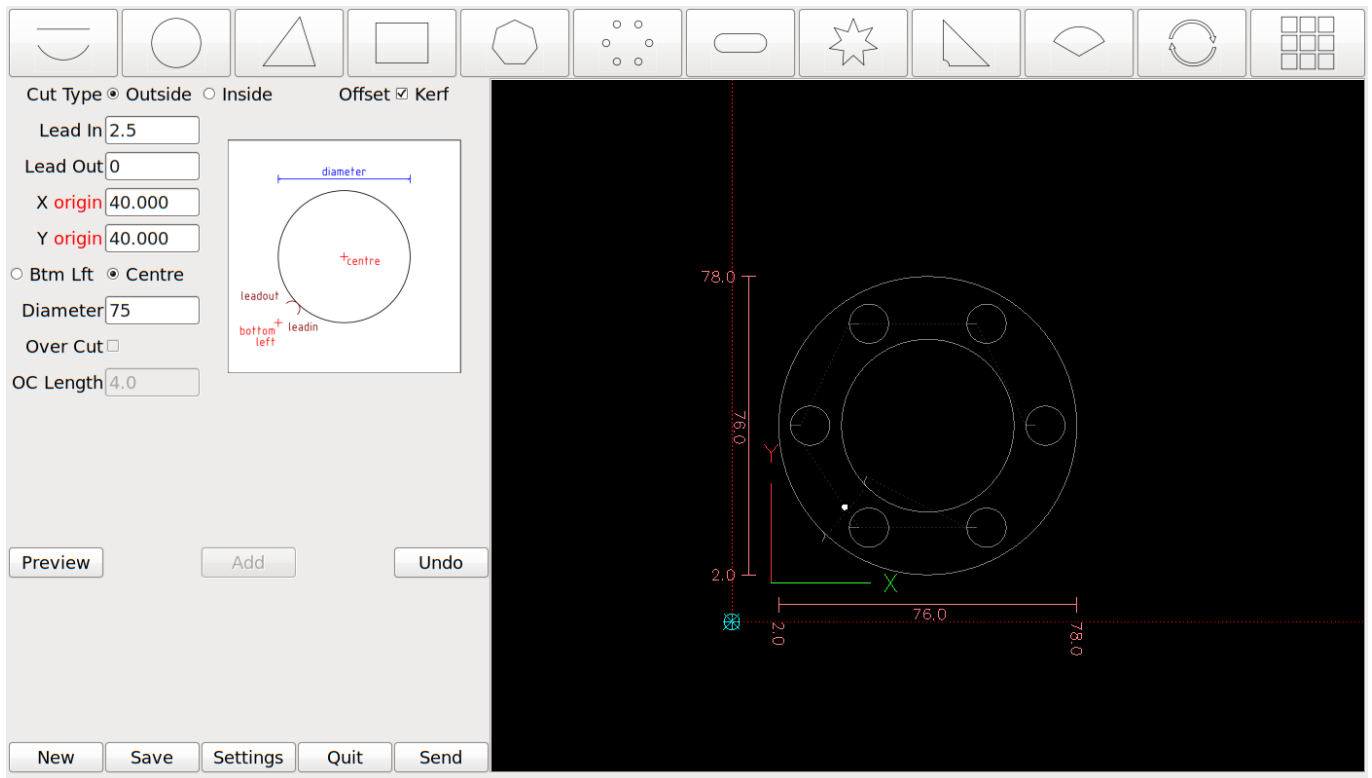 Cut Type Outside Inside Offset Kerf
Lead In 2.5
Lead Out 0
X origin 40.000
Y origin 40.000
Btm Lft Centre
Diameter 75
Over Cut
OC Length 4.0
diameter
centre
leadout
leadin
bottom
left
Preview Add Undo
New Save Settings Quit Send
78.0
76.0
Y
2.0
X
76.0
2.0
78.0